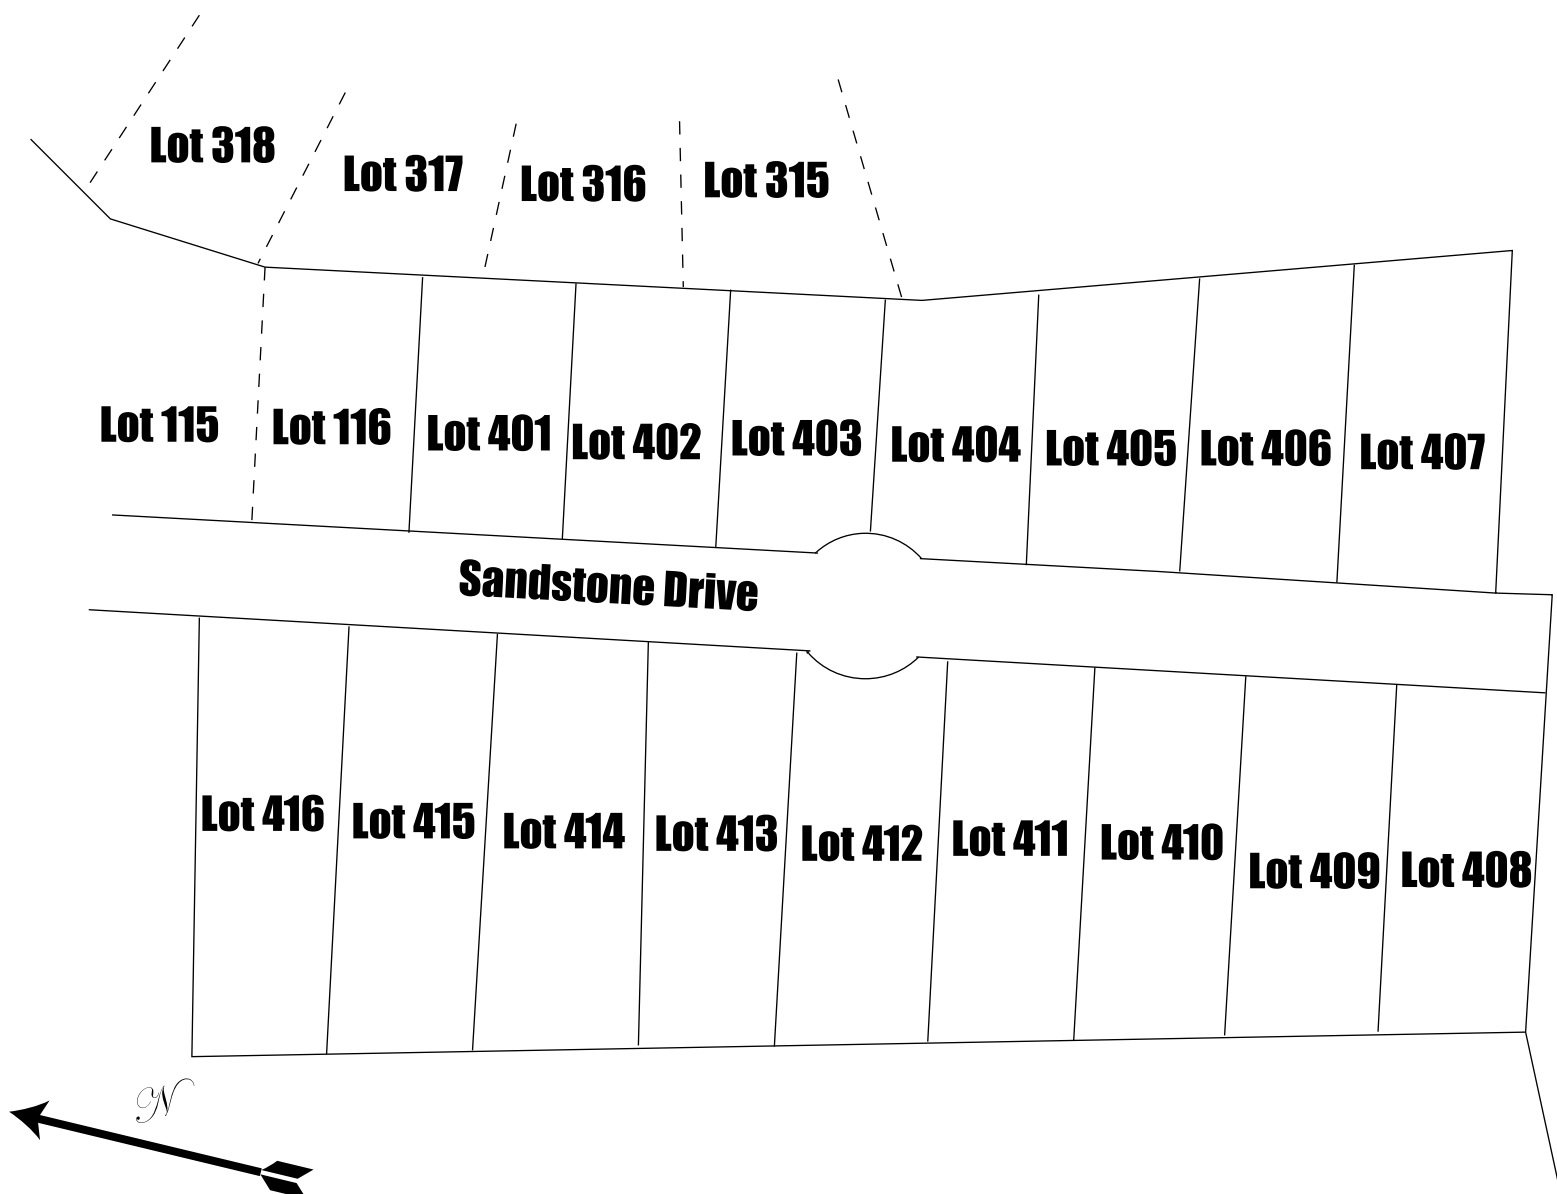 Lot 318
Lot 317
Lot 316
Lot 315
Lot 115
Lot 116
Lot 401
Lot 402
Lot 403
Lot 404
Lot 405
Lot 406
Lot 407
Sandstone Drive
Lot 416
Lot 415
Lot 414
Lot 413
Lot 412
Lot 411
Lot 410
Lot 409
Lot 408
N